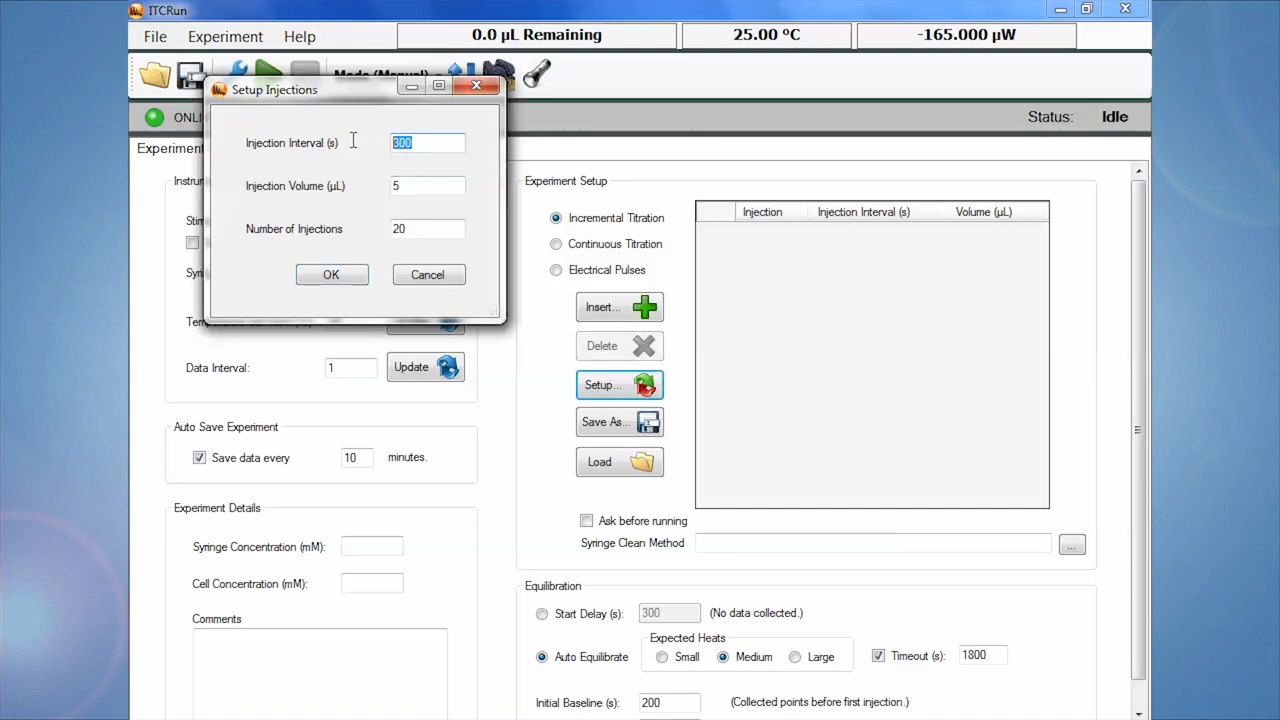 ITCRun
File Experiment Help
0.0 µL Remaining
25.00 °C
-165.000 µW
Mode (Manual)
Setup Injections
Status: Idle
Injection Interval (s) 300
Injection Volume (µL) 5
Number of Injections 20
OK Cancel
Data Interval: 1 Update
Auto Save Experiment
Save data every 10 minutes.
Experiment Details
Syringe Concentration (mM):
Cell Concentration (mM):
Comments
Experiment Setup
Incremental Titration
Continuous Titration
Electrical Pulses
Insert...
Delete
Setup...
Save As...
Load
Injection Injection Interval (s) Volume (µL)
Ask before running
Syringe Clean Method ...
Equilibration
Start Delay (s): 300 (No data collected.)
Expected Heats
Auto Equilibrate Small Medium Large Timeout (s): 1800
Initial Baseline (s): 200 (Collected points before first injection.)